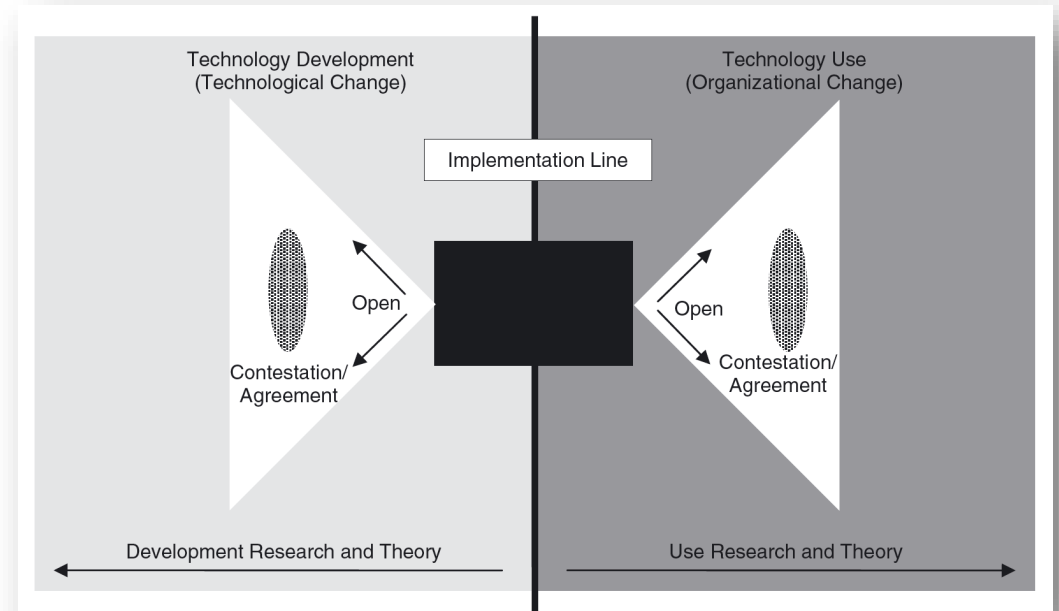 Technology Development
(Technological Change)
Technology Use
(Organizational Change)
Implementation Line
Open
Contestation/
Agreement
Open
Contestation/
Agreement
Development Research and Theory
Use Research and Theory